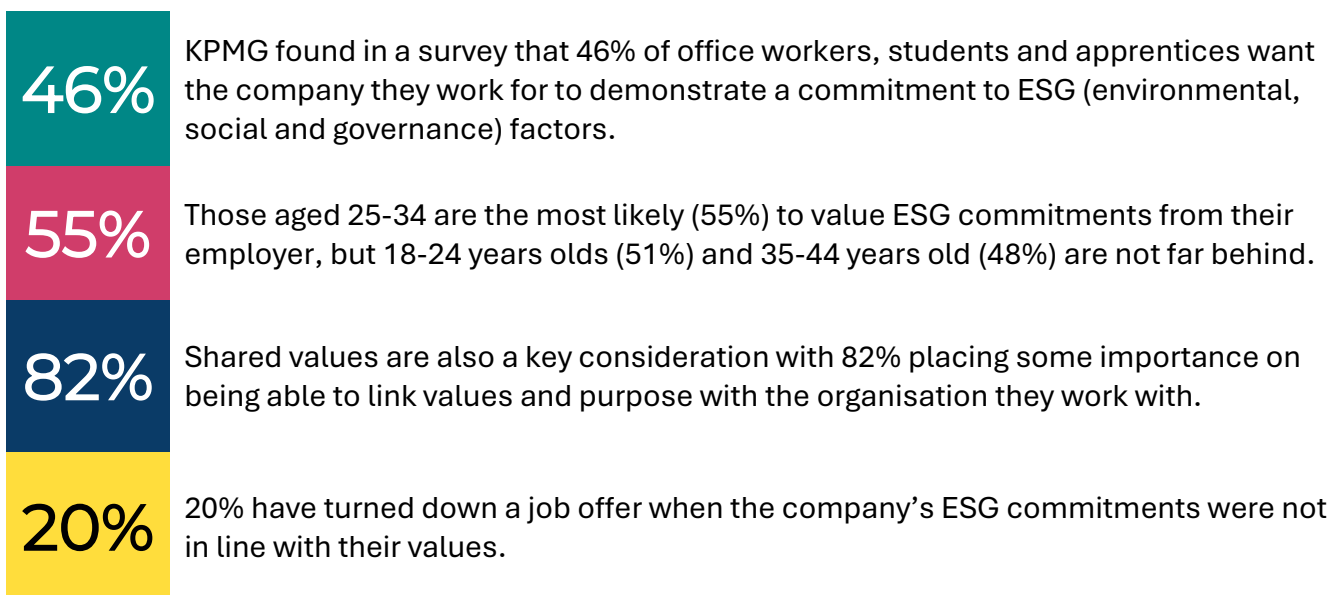 46%
KPMG found in a survey that 46% of office workers, students and apprentices want
the company they work for to demonstrate a commitment to ESG (environmental,
social and governance) factors.
55%
Those aged 25-34 are the most likely (55%) to value ESG commitments from their
employer, but 18-24 years olds (51%) and 35-44 years old (48%) are not far behind.
82%
Shared values are also a key consideration with 82% placing some importance on
being able to link values and purpose with the organisation they work with.
20%
20% have turned down a job offer when the company’s ESG commitments were not
in line with their values.